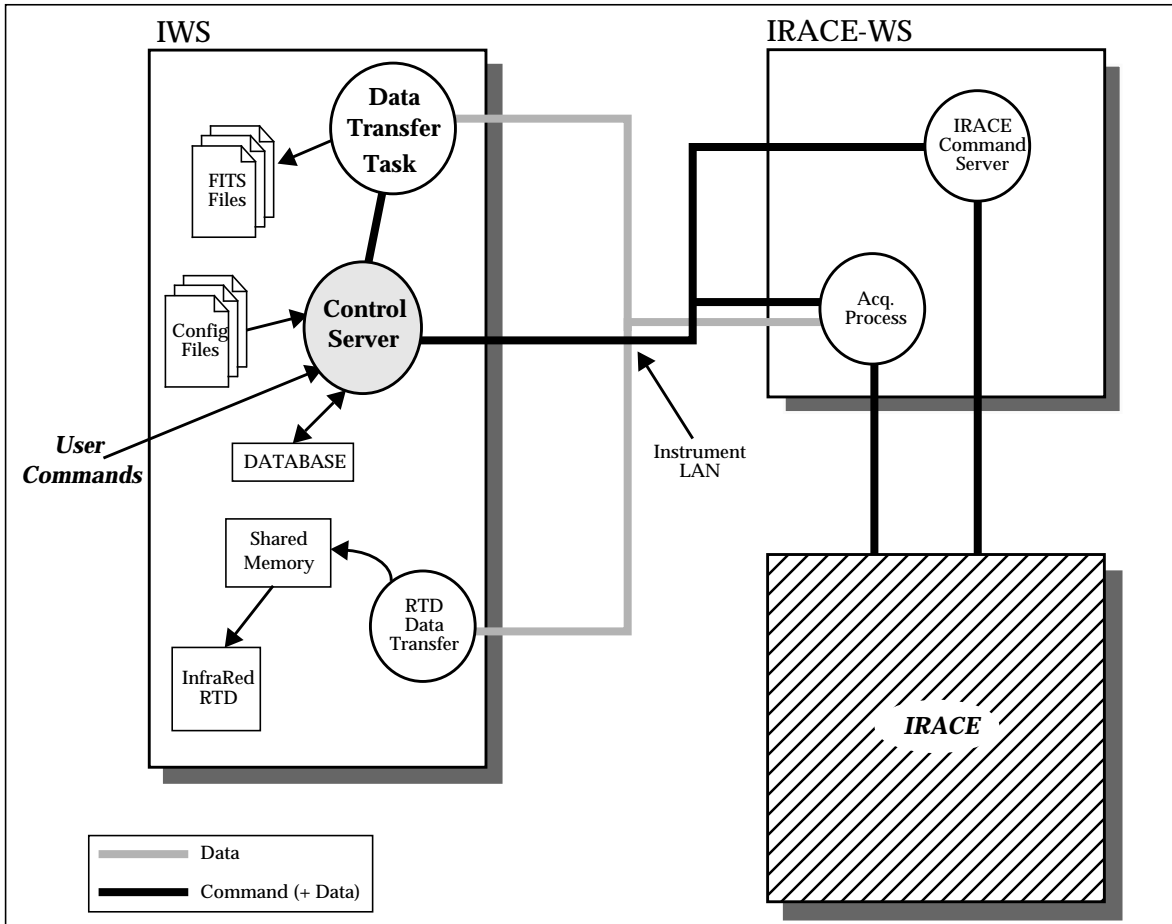 IWS
IRACE-WS
Data
Transfer
Task
FITS
Files
Config
Files
Control
Server
User
Commands
DATABASE
Shared
Memory
RTD
Data
Transfer
InfraRed
RTD
Instrument
LAN
IRACE
Command
Server
Acq.
Process
IRACE
Data
Command (+ Data)